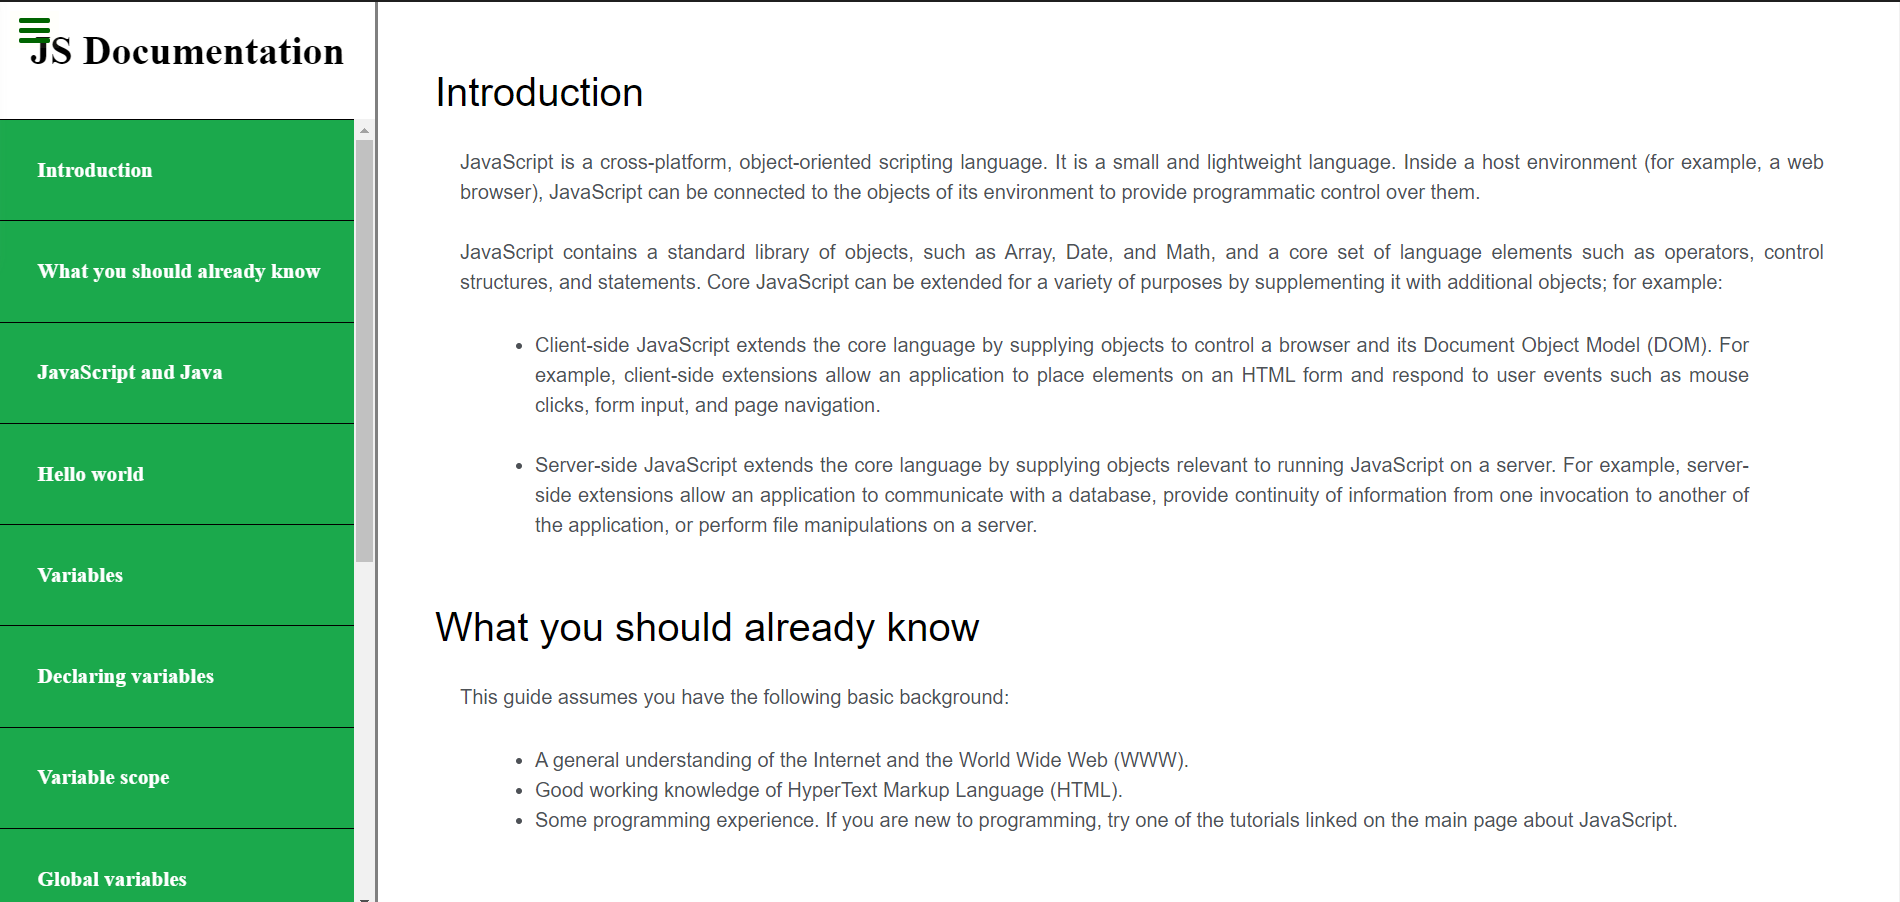 JS Documentation
Introduction
What you should already know
JavaScript and Java
Hello world
Variables
Declaring variables
Variable scope
Global variables
Introduction
JavaScript is a cross-platform, object-oriented scripting language. It is a small and lightweight language. Inside a host environment (for example, a web
browser), JavaScript can be connected to the objects of its environment to provide programmatic control over them.
JavaScript contains a standard library of objects, such as Array, Date, and Math, and a core set of language elements such as operators, control
structures, and statements. Core JavaScript can be extended for a variety of purposes by supplementing it with additional objects; for example:
• Client-side JavaScript extends the core language by supplying objects to control a browser and its Document Object Model (DOM). For
example, client-side extensions allow an application to place elements on an HTML form and respond to user events such as mouse
clicks, form input, and page navigation.
• Server-side JavaScript extends the core language by supplying objects relevant to running JavaScript on a server. For example, server-
side extensions allow an application to communicate with a database, provide continuity of information from one invocation to another of
the application, or perform file manipulations on a server.
What you should already know
This guide assumes you have the following basic background:
• A general understanding of the Internet and the World Wide Web (WWW).
• Good working knowledge of HyperText Markup Language (HTML).
• Some programming experience. If you are new to programming, try one of the tutorials linked on the main page about JavaScript.